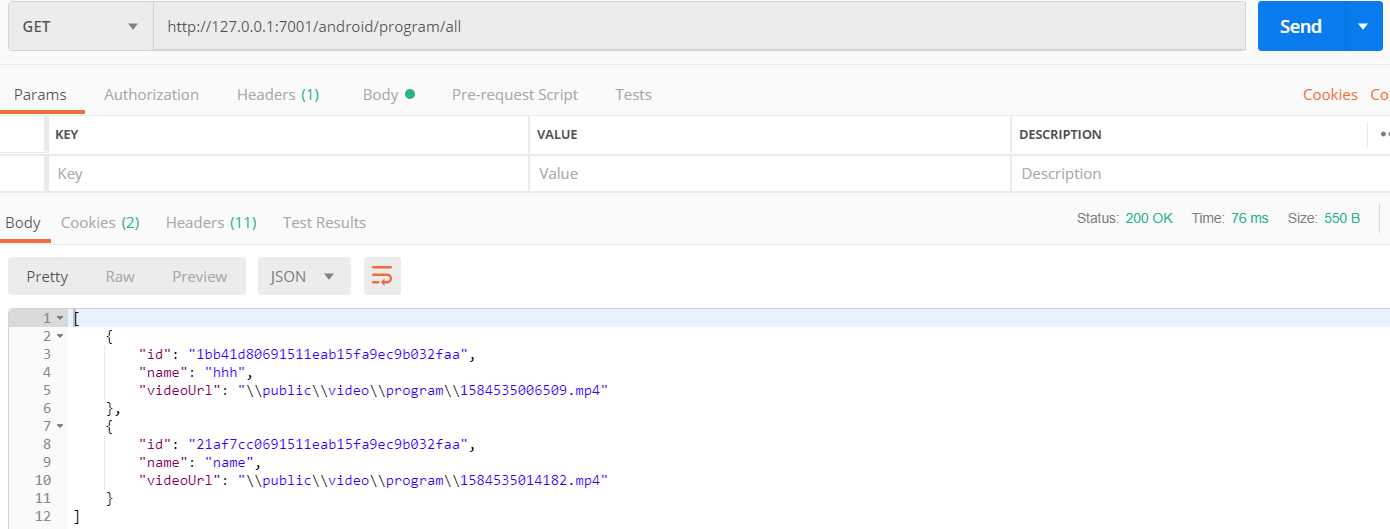 GET http://127.0.0.1:7001/android/program/all Send
Params Authorization Headers (1) Body Pre-request Script Tests Cookies Co
KEY VALUE DESCRIPTION
Key Value Description
Body Cookies (2) Headers (11) Test Results Status: 200 OK Time: 76 ms Size: 550 B
Pretty Raw Preview JSON
1 [
2 {
3 "id": "1bb41d80691511eab15fa9ec9b032faa",
4 "name": "hhh",
5 "videoUrl": "\\public\\video\\program\\1584535006509.mp4"
6 },
7 {
8 "id": "21af7cc0691511eab15fa9ec9b032faa",
9 "name": "name",
10 "videoUrl": "\\public\\video\\program\\1584535014182.mp4"
11 }
12 ]